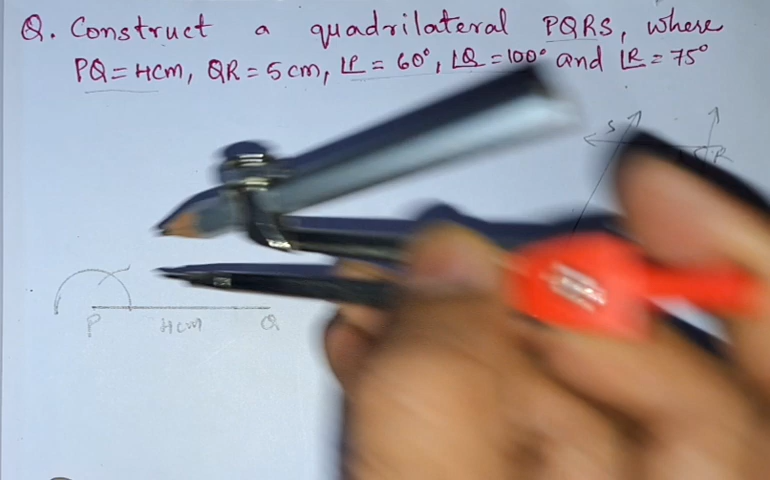 Q. Construct a quadrilateral PQRS, where
PQ = 4cm, QR = 5cm, ∠P = 60°, ∠Q = 100° and ∠R = 75°
S
R
P 4cm Q